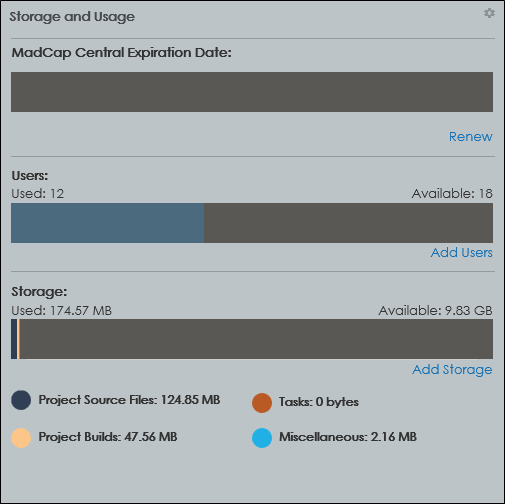 Storage and Usage
MadCap Central Expiration Date:
Renew
Users:
Used: 12 Available: 18
Add Users
Storage:
Used: 174.57 MB Available: 9.83 GB
Add Storage
Project Source Files: 124.85 MB Tasks: 0 bytes
Project Builds: 47.56 MB Miscellaneous: 2.16 MB